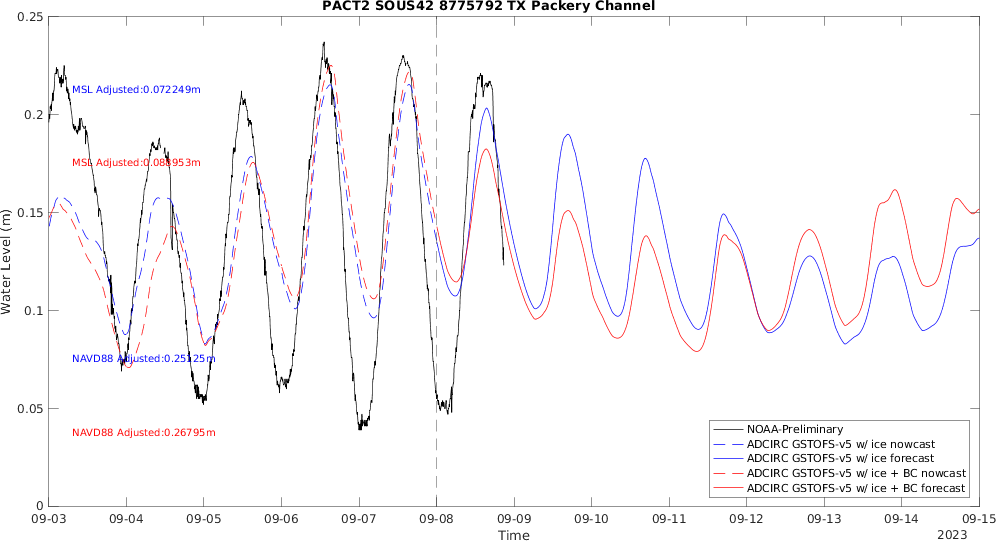 PACT2 SOUS42 8775792 TX Packery Channel
0.25
0.2
0.15
0.1
0.05
0
Water Level (m)
MSL Adjusted:0.072249m
MSL Adjusted:0.088953m
NAVD88 Adjusted:0.25125m
NAVD88 Adjusted:0.26795m
NOAA-Preliminary
ADCIRC GSTOFS-v5 w/ ice nowcast
ADCIRC GSTOFS-v5 w/ ice forecast
ADCIRC GSTOFS-v5 w/ ice + BC nowcast
ADCIRC GSTOFS-v5 w/ ice + BC forecast
09-03 09-04 09-05 09-06 09-07 09-08 09-09 09-10 09-11 09-12 09-13 09-14 09-15
Time
2023